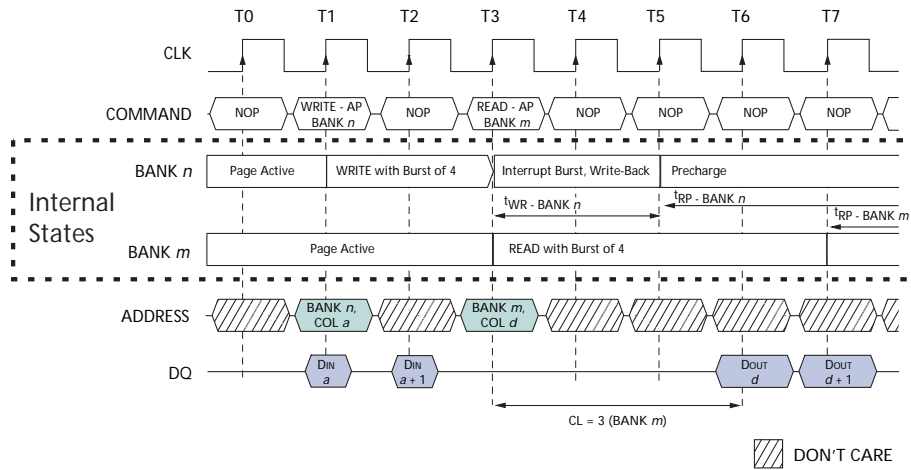 T0 T1 T2 T3 T4 T5 T6 T7
CLK
COMMAND NOP WRITE - AP BANK n NOP READ - AP BANK m NOP NOP NOP NOP
Internal States
BANK n Page Active WRITE with Burst of 4 Interrupt Burst, Write-Back Precharge
tWR - BANK n tRP - BANK n
tRP - BANK m
BANK m Page Active READ with Burst of 4
ADDRESS BANK n, COL a BANK m, COL d
DQ DIN a DIN a + 1 DOUT d DOUT d + 1
CL = 3 (BANK m)
DON'T CARE